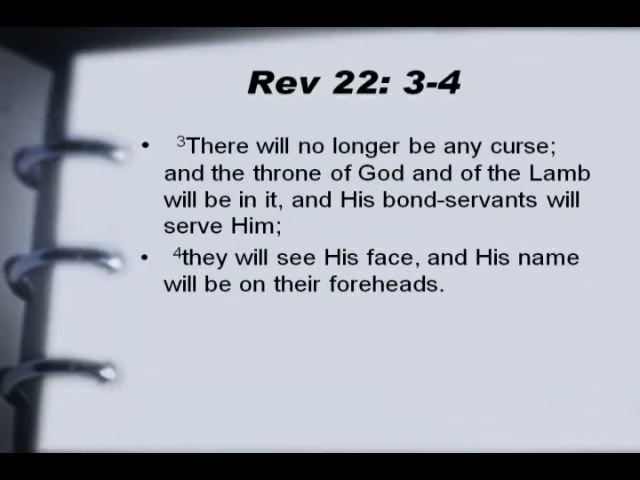 Rev 22: 3-4
• ³There will no longer be any curse;
and the throne of God and of the Lamb
will be in it, and His bond-servants will
serve Him;
• ⁴they will see His face, and His name
will be on their foreheads.